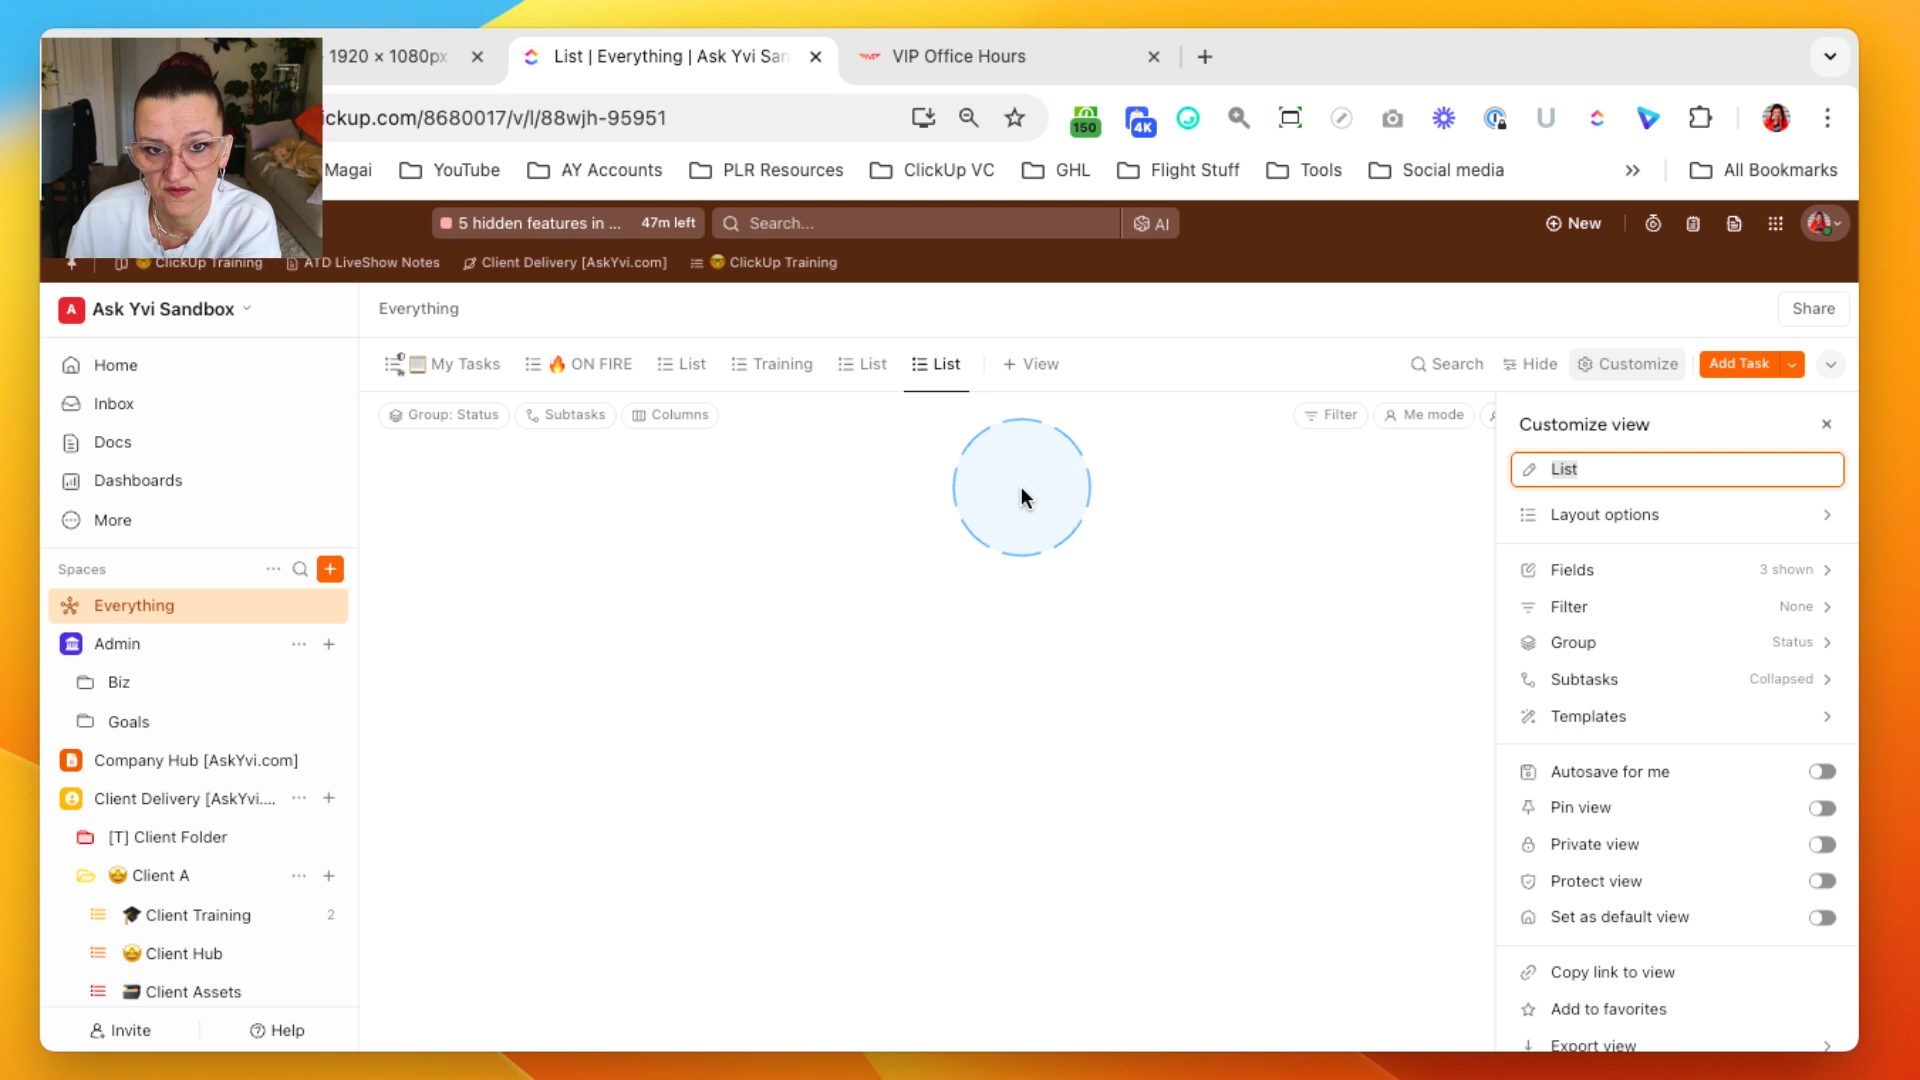 1920 × 1080px
List | Everything | Ask Yvi San
VIP Office Hours
ickup.com/8680017/v/l/88wjh-95951
150
4K
U
Magai
YouTube
AY Accounts
PLR Resources
ClickUp VC
GHL
Flight Stuff
Tools
Social media
All Bookmarks
5 hidden features in ...
47m left
Search...
AI
New
ClickUp Training
ATD LiveShow Notes
Client Delivery [AskYvi.com]
ClickUp Training
A
Ask Yvi Sandbox
Everything
Share
Home
Inbox
Docs
Dashboards
More
My Tasks
ON FIRE
List
Training
List
List
+ View
Search
Hide
Customize
Add Task
Group: Status
Subtasks
Columns
Filter
Me mode
Spaces
Everything
Admin
Biz
Goals
Company Hub [AskYvi.com]
Client Delivery [AskYvi....
[T] Client Folder
Client A
Client Training
2
Client Hub
Client Assets
Invite
Help
Customize view
List
Layout options
Fields
3 shown
Filter
None
Group
Status
Subtasks
Collapsed
Templates
Autosave for me
Pin view
Private view
Protect view
Set as default view
Copy link to view
Add to favorites
Export view